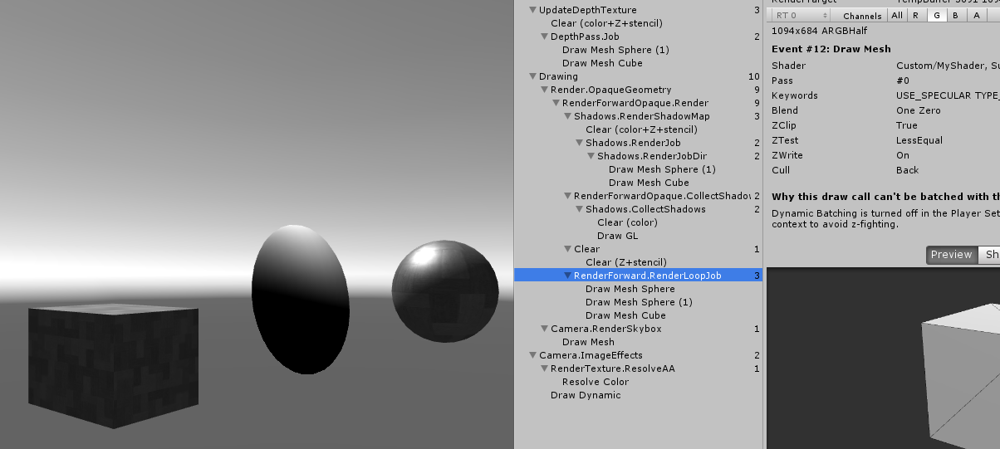 UpdateDepthTexture 3
Clear (color+Z+stencil)
DepthPass.Job 2
Draw Mesh Sphere (1)
Draw Mesh Cube
Drawing 10
Render.OpaqueGeometry 9
RenderForwardOpaque.Render 9
Shadows.RenderShadowMap 3
Clear (color+Z+stencil)
Shadows.RenderJob 2
Shadows.RenderJobDir 2
Draw Mesh Sphere (1)
Draw Mesh Cube
RenderForwardOpaque.CollectShadov 2
Shadows.CollectShadows 2
Clear (color)
Draw GL
Clear 1
Clear (Z+stencil)
RenderForward.RenderLoopJob 3
Draw Mesh Sphere
Draw Mesh Sphere (1)
Draw Mesh Cube
Camera.RenderSkybox 1
Draw Mesh
Camera.ImageEffects 2
RenderTexture.ResolveAA 1
Resolve Color
Draw Dynamic
RT 0 Channels All R G B A
1094x684 ARGBHalf
Event #12: Draw Mesh
Shader Custom/MyShader, Su
Pass #0
Keywords USE_SPECULAR TYPE_
Blend One Zero
ZClip True
ZTest LessEqual
ZWrite On
Cull Back
Why this draw call can't be batched with th
Dynamic Batching is turned off in the Player Set
context to avoid z-fighting.
Preview Sh